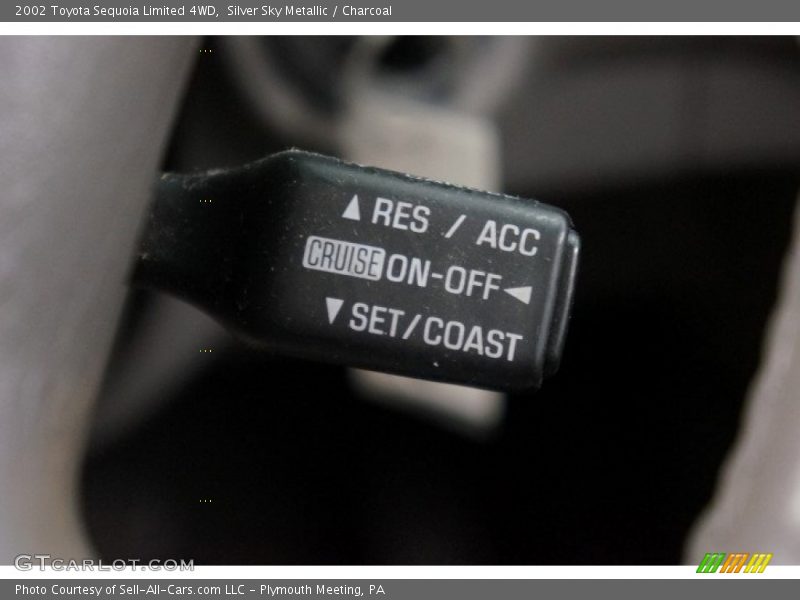 2002 Toyota Sequoia Limited 4WD, Silver Sky Metallic / Charcoal
▲ RES / ACC
CRUISE ON-OFF ◄
▼ SET/COAST
GTCARLOT.COM
Photo Courtesy of Sell-All-Cars.com LLC - Plymouth Meeting, PA